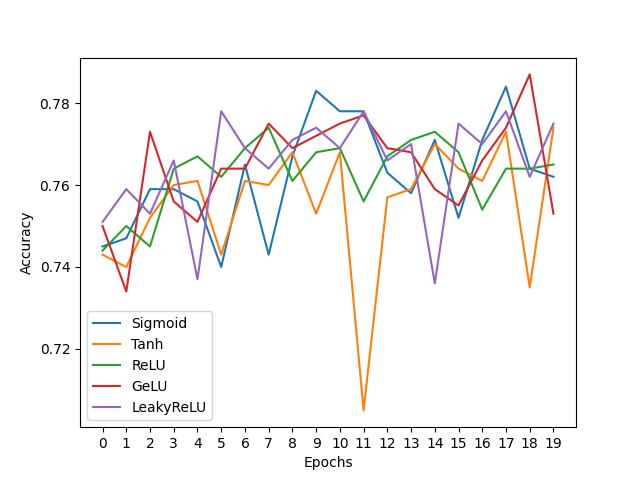 0.78
0.76
0.74
0.72
Accuracy
Sigmoid
Tanh
ReLU
GeLU
LeakyReLU
0 1 2 3 4 5 6 7 8 9 10 11 12 13 14 15 16 17 18 19
Epochs